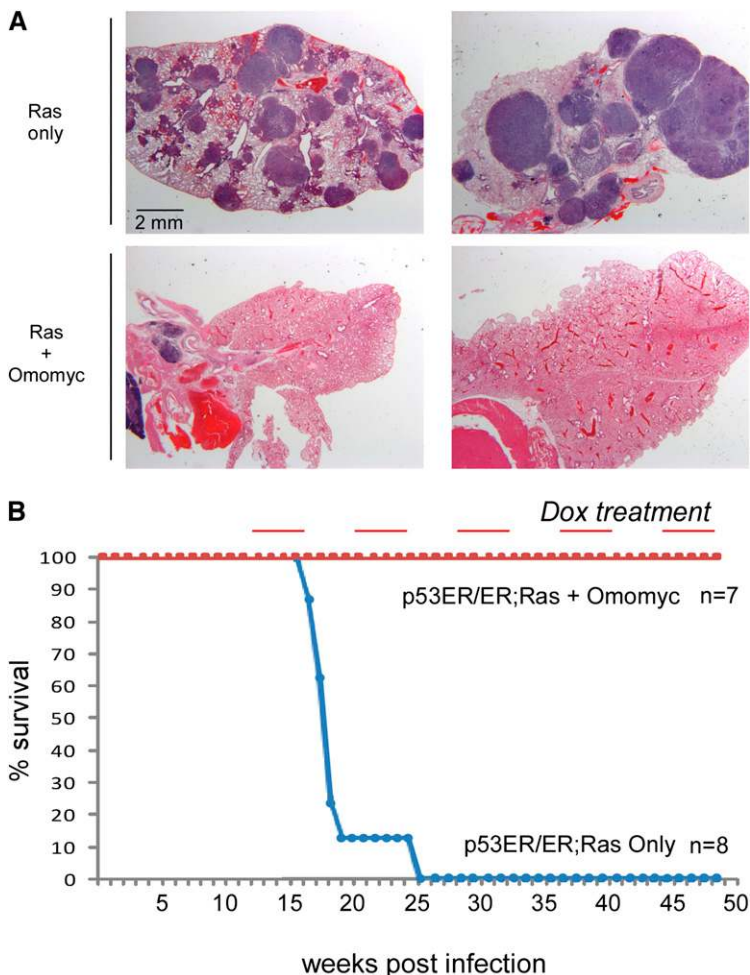 A
Ras
only
2 mm
Ras
+
Omomyc
B
Dox treatment
100
90
80
70
60
50
40
30
20
10
0
% survival
p53ER/ER;Ras + Omomyc n=7
p53ER/ER;Ras Only n=8
5 10 15 20 25 30 35 40 45 50
weeks post infection